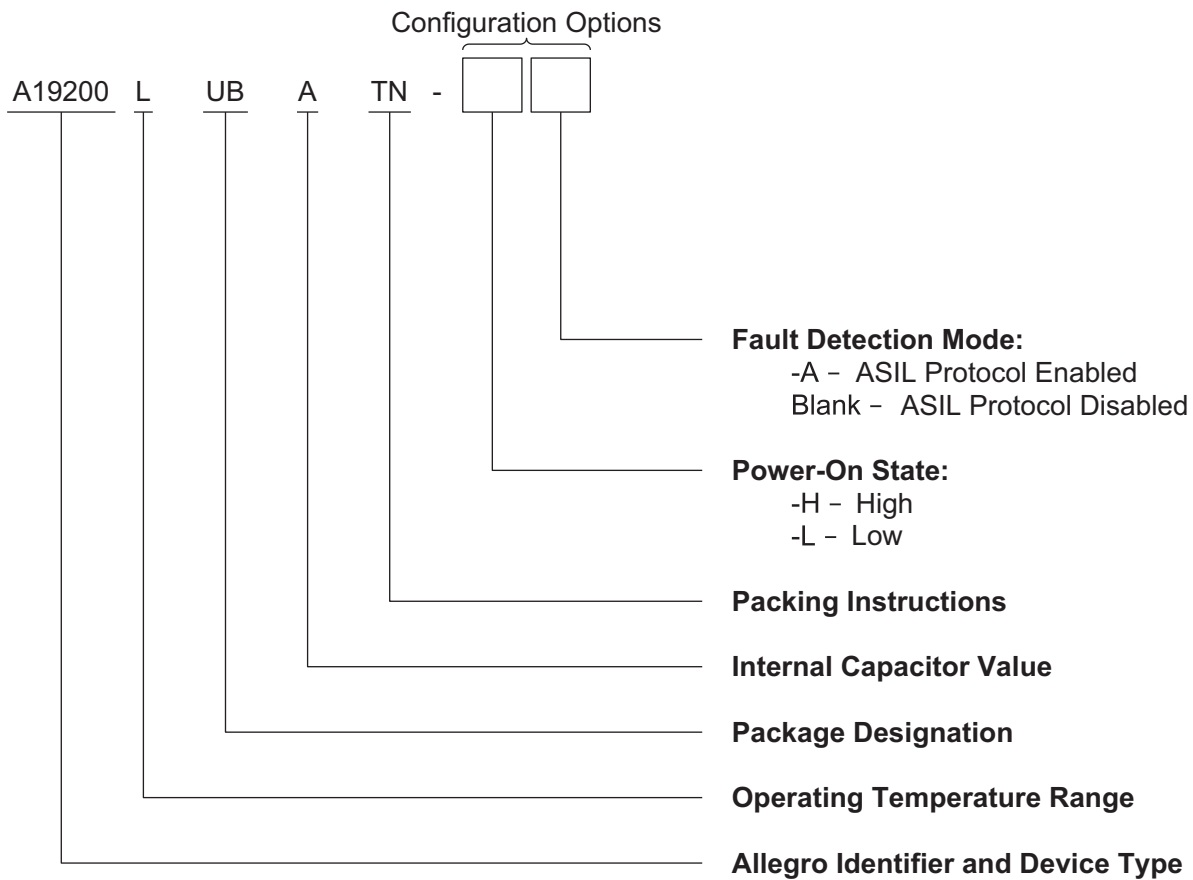 Configuration Options
A19200 L UB A TN -
Fault Detection Mode:
-A – ASIL Protocol Enabled
Blank – ASIL Protocol Disabled
Power-On State:
-H – High
-L – Low
Packing Instructions
Internal Capacitor Value
Package Designation
Operating Temperature Range
Allegro Identifier and Device Type